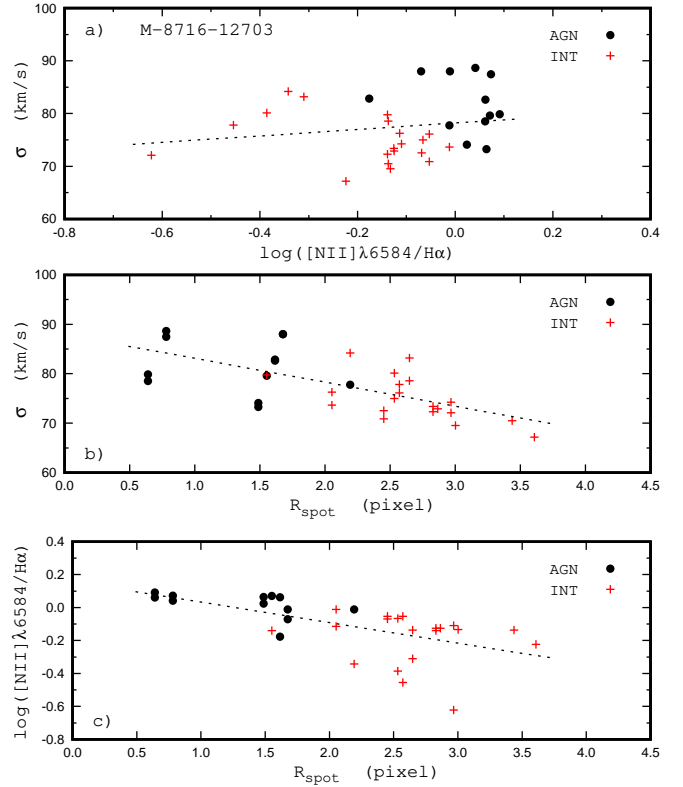 a) M−8716−12703
AGN
INT
100
90
80
70
60
σ (km/s)
-0.8 -0.6 -0.4 -0.2 0.0 0.2 0.4
log([NII]λ6584/Hα)
100
90
80
70
60
σ (km/s)
AGN
INT
b)
0.0 0.5 1.0 1.5 2.0 2.5 3.0 3.5 4.0 4.5
R_spot (pixel)
0.4
0.2
0.0
-0.2
-0.4
-0.6
-0.8
log([NII]λ6584/Hα)
AGN
INT
c)
0.0 0.5 1.0 1.5 2.0 2.5 3.0 3.5 4.0 4.5
R_spot (pixel)